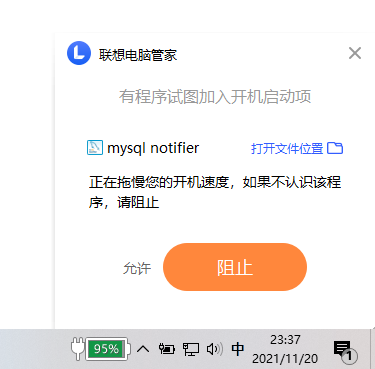 联想电脑管家
有程序试图加入开机启动项
mysql notifier 打开文件位置
正在拖慢您的开机速度，如果不认识该程
序，请阻止
允许 阻止
95% 中 23:37 1
2021/11/20